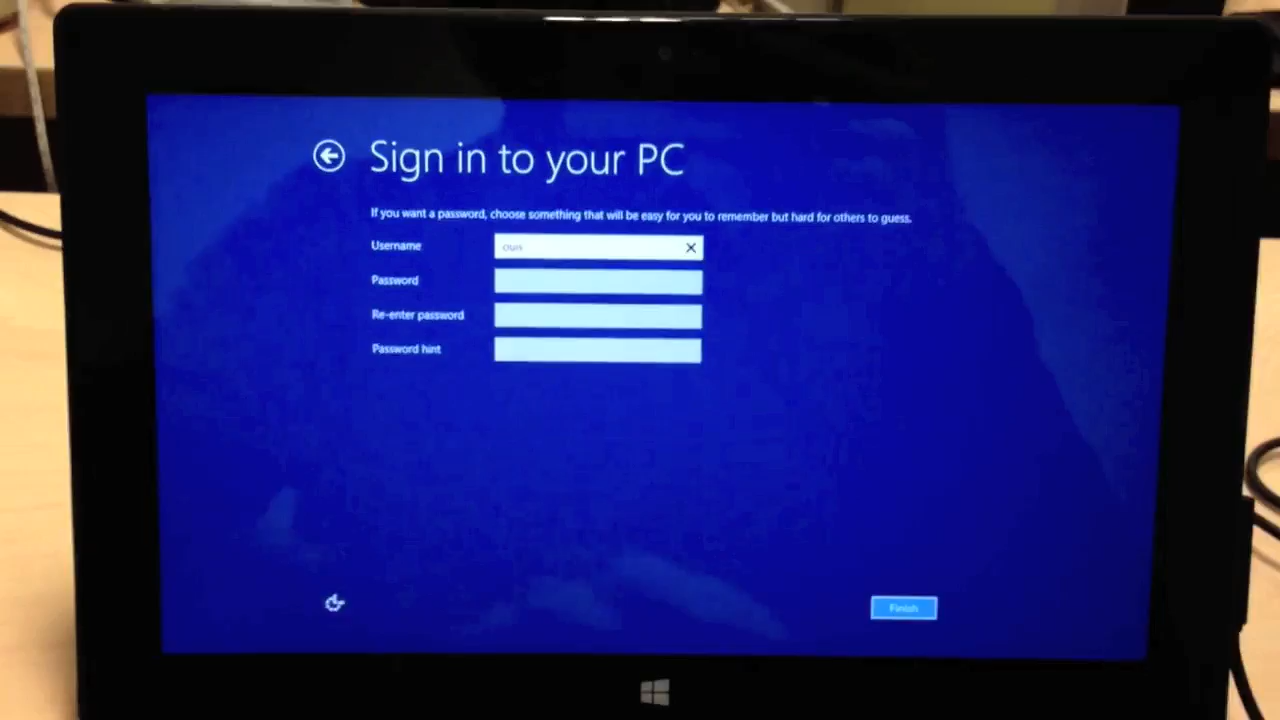 Sign in to your PC
If you want a password, choose something that will be easy for you to remember but hard for others to guess.
Username
oun
Password
Re-enter password
Password hint
Finish